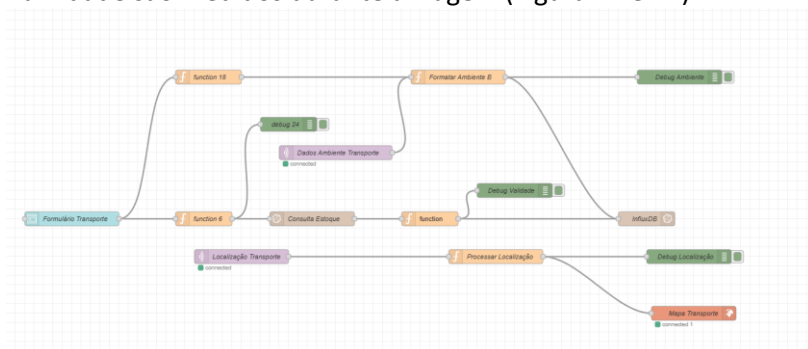 function 18
Formatar Ambiente B
Debug Ambiente
debug 24
Dados Ambiente Transporte
connected
Debug Validade
Formulário Transporte
function 6
Consulta Estoque
function
InfluxDB
Localização Transporte
connected
Processar Localização
Debug Localização
Mapa Transporte
connected 1